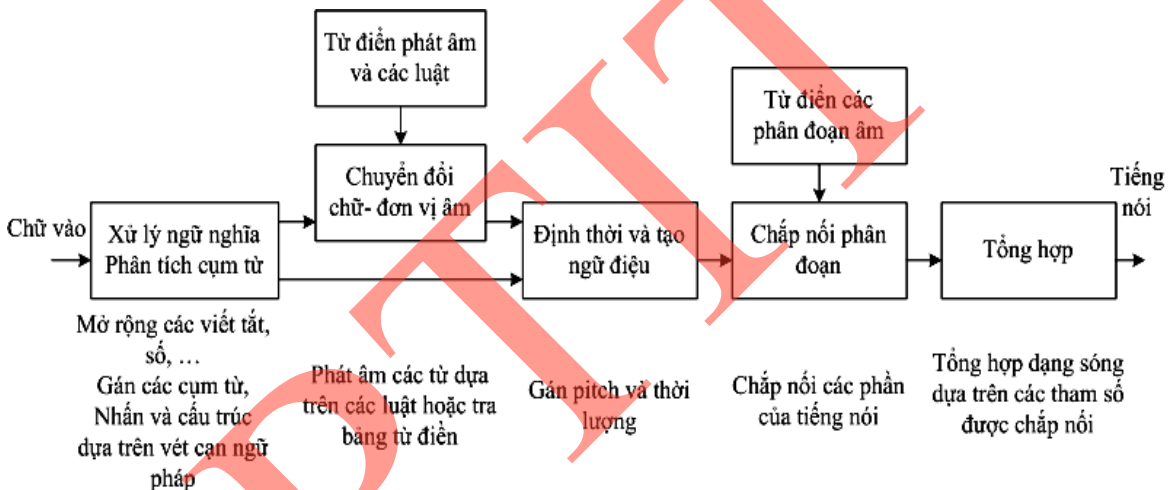 Từ điển phát âm
và các luật
Từ điển các
phân đoạn âm
Chuyển đổi
chữ- đơn vị âm
Tiếng
nói
Chữ vào
Xử lý ngữ nghĩa
Phân tích cụm từ
Định thời và tạo
ngữ điệu
Chắp nối phân
đoạn
Tổng hợp
Mở rộng các viết tắt,
số, …
Gán các cụm từ,
Nhấn và cấu trúc
dựa trên vét cạn ngữ
pháp
Phát âm các từ dựa
trên các luật hoặc tra
bảng từ điển
Gán pitch và thời
lượng
Chắp nối các phần
của tiếng nói
Tổng hợp dạng sóng
dựa trên các tham số
được chắp nối
PTIT